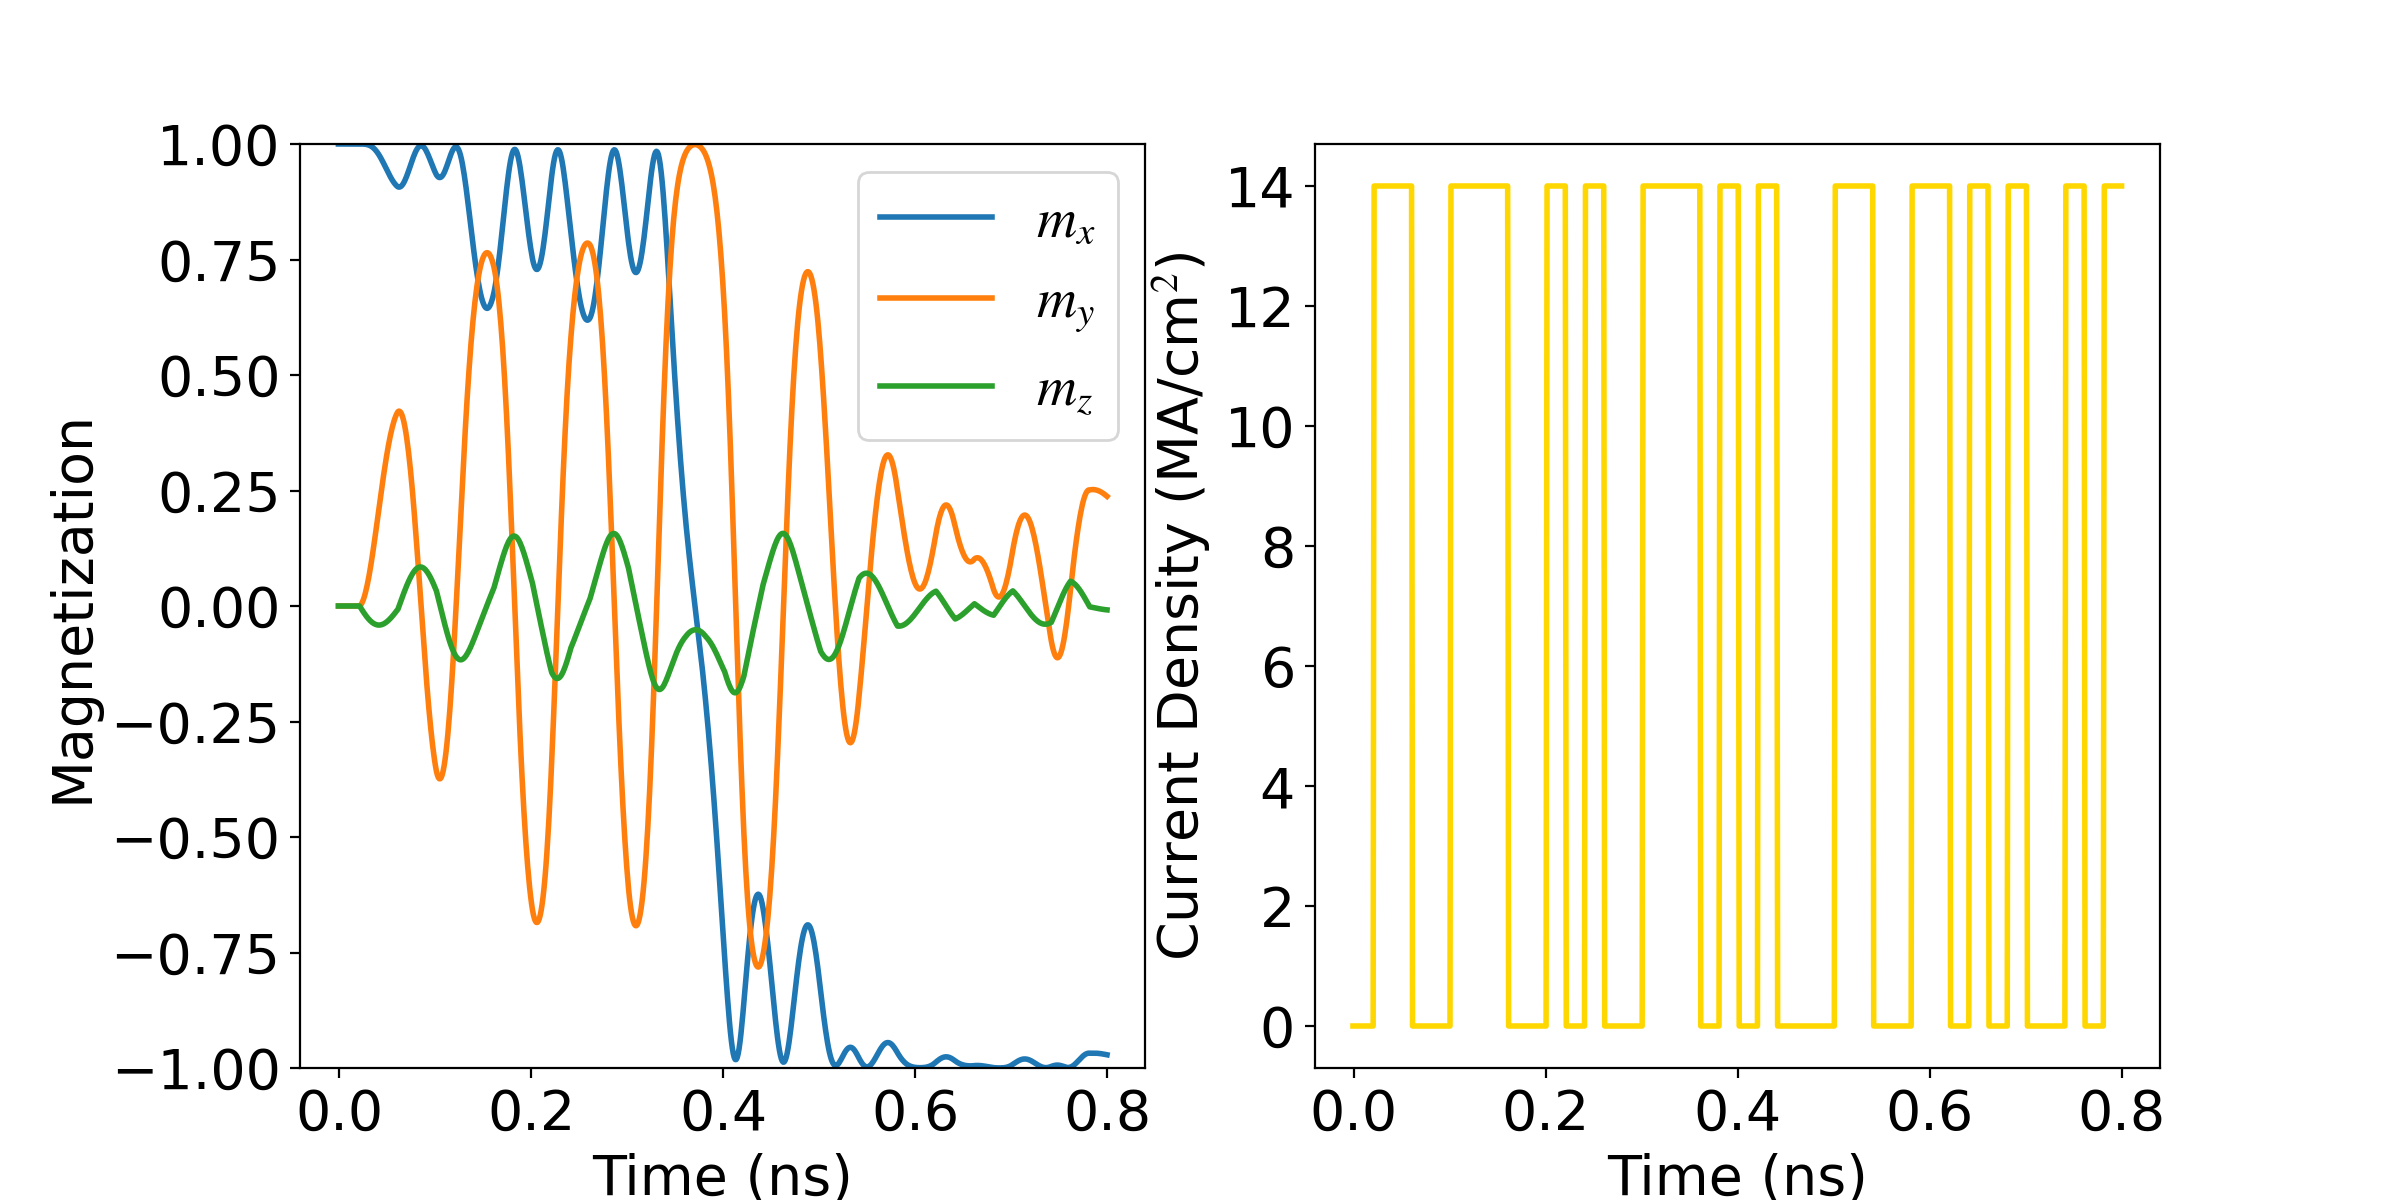 Magnetization
1.00
0.75
0.50
0.25
0.00
−0.25
−0.50
−0.75
−1.00
0.0 0.2 0.4 0.6 0.8
Time (ns)
m_x
m_y
m_z
Current Density (MA/cm²)
14
12
10
8
6
4
2
0
0.0 0.2 0.4 0.6 0.8
Time (ns)